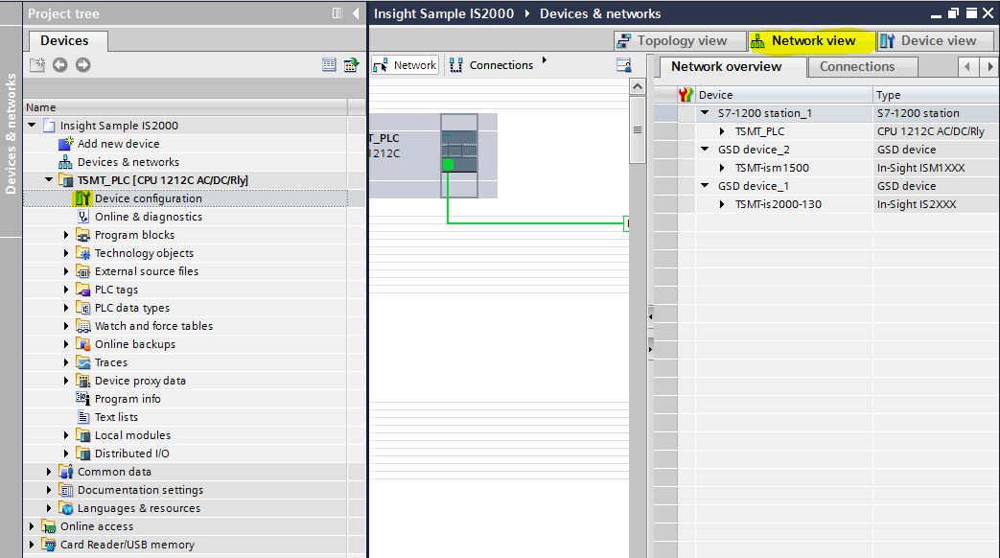 Project tree
Devices
Devices & networks
Name
Insight Sample IS2000
Add new device
Devices & networks
TSMT_PLC [CPU 1212C AC/DC/Rly]
Device configuration
Online & diagnostics
Program blocks
Technology objects
External source files
PLC tags
PLC data types
Watch and force tables
Online backups
Traces
Device proxy data
Program info
Text lists
Local modules
Distributed I/O
Common data
Documentation settings
Languages & resources
Online access
Card Reader/USB memory
Insight Sample IS2000 Devices & networks
Topology view Network view Device view
Network Connections
T_PLC
1212C
Network overview Connections
Device Type
S7-1200 station_1 S7-1200 station
TSMT_PLC CPU 1212C AC/DC/Rly
GSD device_2 GSD device
TSMT-ism1500 In-Sight ISM1XXX
GSD device_1 GSD device
TSMT-is2000-130 In-Sight IS2XXX